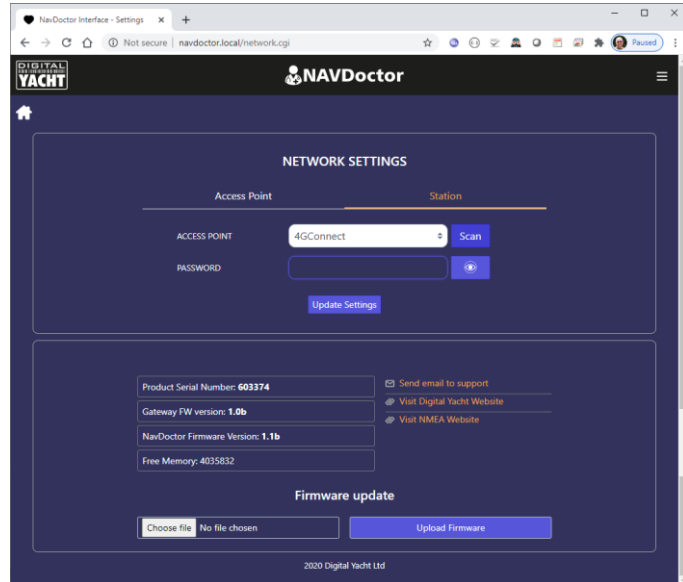 NavDoctor Interface - Settings
Not secure | navdoctor.local/network.cgi
Paused
DIGITAL
YACHT
NAVDoctor
NETWORK SETTINGS
Access Point Station
ACCESS POINT 4GConnect Scan
PASSWORD
Update Settings
Product Serial Number: 603374
Gateway FW version: 1.0b
NavDoctor Firmware Version: 1.1b
Free Memory: 4035832
Send email to support
Visit Digital Yacht Website
Visit NMEA Website
Firmware update
Choose file No file chosen Upload Firmware
2020 Digital Yacht Ltd